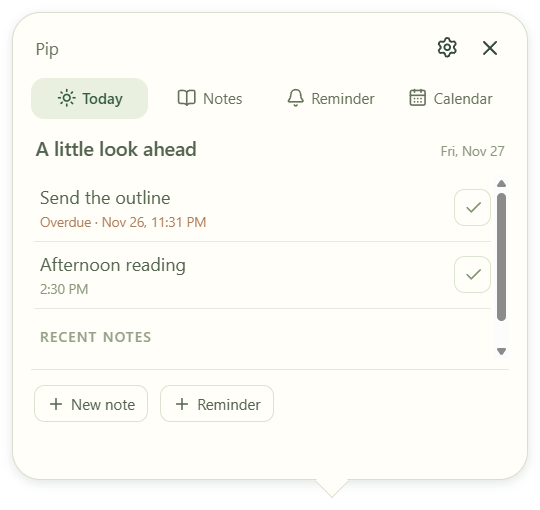 Pip
Today Notes Reminder Calendar
A little look ahead Fri, Nov 27
Send the outline
Overdue · Nov 26, 11:31 PM
Afternoon reading
2:30 PM
RECENT NOTES
New note Reminder